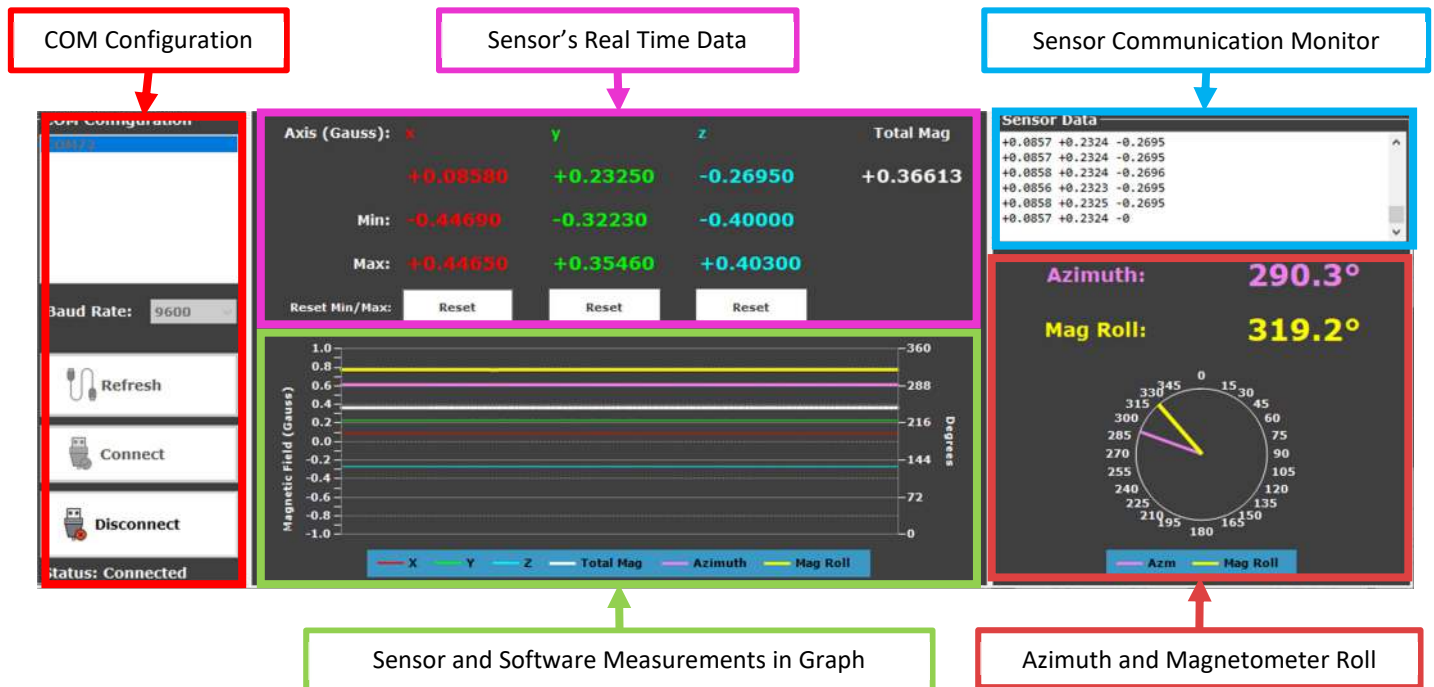 COM Configuration
Sensor’s Real Time Data
Sensor Communication Monitor
COM Configuration
COM72
Baud Rate: 9600
Refresh
Connect
Disconnect
Status: Connected
Axis (Gauss): x y z Total Mag
+0.08580 +0.23250 -0.26950 +0.36613
Min: -0.44690 -0.32230 -0.40000
Max: +0.44650 +0.35460 +0.40300
Reset Min/Max: Reset Reset Reset
Sensor Data
+0.0857 +0.2324 -0.2695
+0.0857 +0.2324 -0.2695
+0.0858 +0.2324 -0.2696
+0.0856 +0.2323 -0.2695
+0.0858 +0.2325 -0.2695
+0.0857 +0.2324 -0
Magnetic Field (Gauss)
1.0
0.8
0.6
0.4
0.2
0.0
-0.2
-0.4
-0.6
-0.8
-1.0
360
288
216
144
72
0
Degrees
X Y Z Total Mag Azimuth Mag Roll
Azimuth: 290.3°
Mag Roll: 319.2°
0
15
30
45
60
75
90
105
120
135
150
165
180
195
210
225
240
255
270
285
300
315
330
345
Azm Mag Roll
Sensor and Software Measurements in Graph
Azimuth and Magnetometer Roll